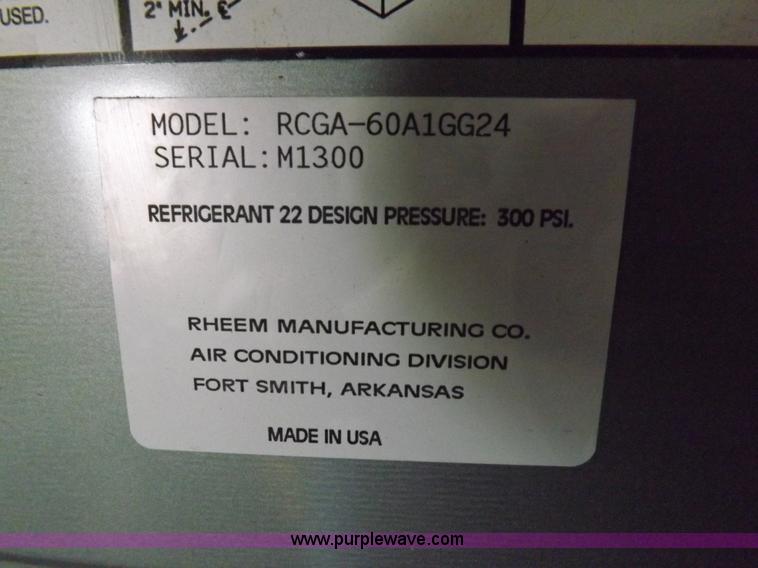 USED.
2" MIN. ℄
MODEL: RCGA-60A1GG24
SERIAL: M1300
REFRIGERANT 22 DESIGN PRESSURE: 300 PSI.
RHEEM MANUFACTURING CO.
AIR CONDITIONING DIVISION
FORT SMITH, ARKANSAS
MADE IN USA
www.purplewave.com